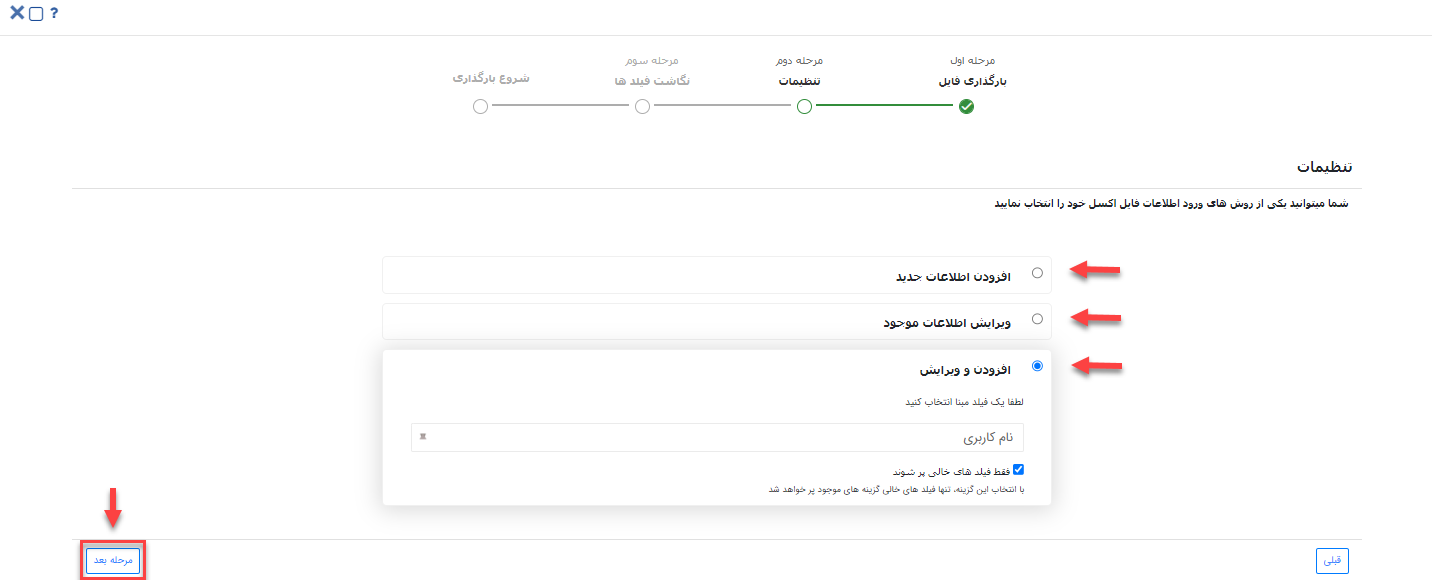 ?
مرحله اول
بارگذاری فایل
مرحله دوم
تنظیمات
مرحله سوم
نگاشت فیلد ها
شروع بارگذاری
تنظیمات
شما میتوانید یکی از روش های ورود اطلاعات فایل اکسل خود را انتخاب نمایید
افزودن اطلاعات جدید
ویرایش اطلاعات موجود
افزودن و ویرایش
لطفا یک فیلد مبنا انتخاب کنید
نام کاربری
فقط فیلد های خالی پر شوند
با انتخاب این گزینه، تنها فیلد های خالی گزینه های موجود پر خواهد شد
قبلی
مرحله بعد